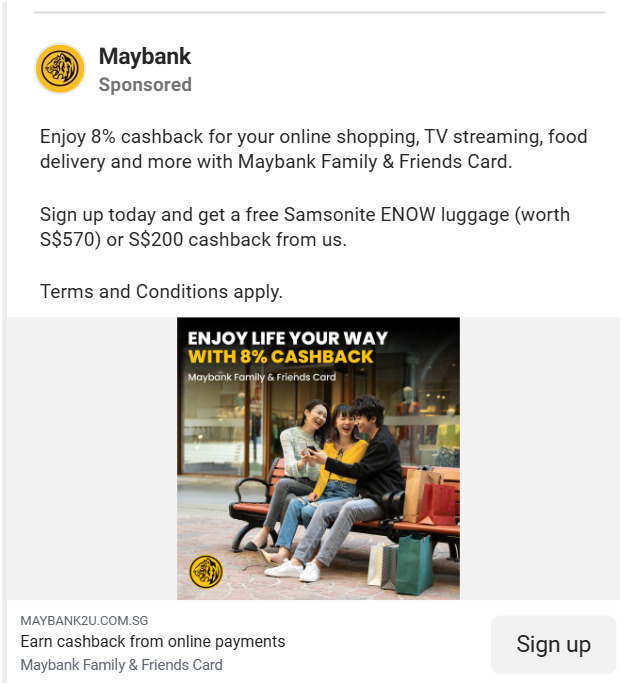 Maybank
Sponsored
Enjoy 8% cashback for your online shopping, TV streaming, food
delivery and more with Maybank Family & Friends Card.
Sign up today and get a free Samsonite ENOW luggage (worth
S$570) or S$200 cashback from us.
Terms and Conditions apply.
ENJOY LIFE YOUR WAY
WITH 8% CASHBACK
Maybank Family & Friends Card
MAYBANK2U.COM.SG
Earn cashback from online payments
Maybank Family & Friends Card
Sign up